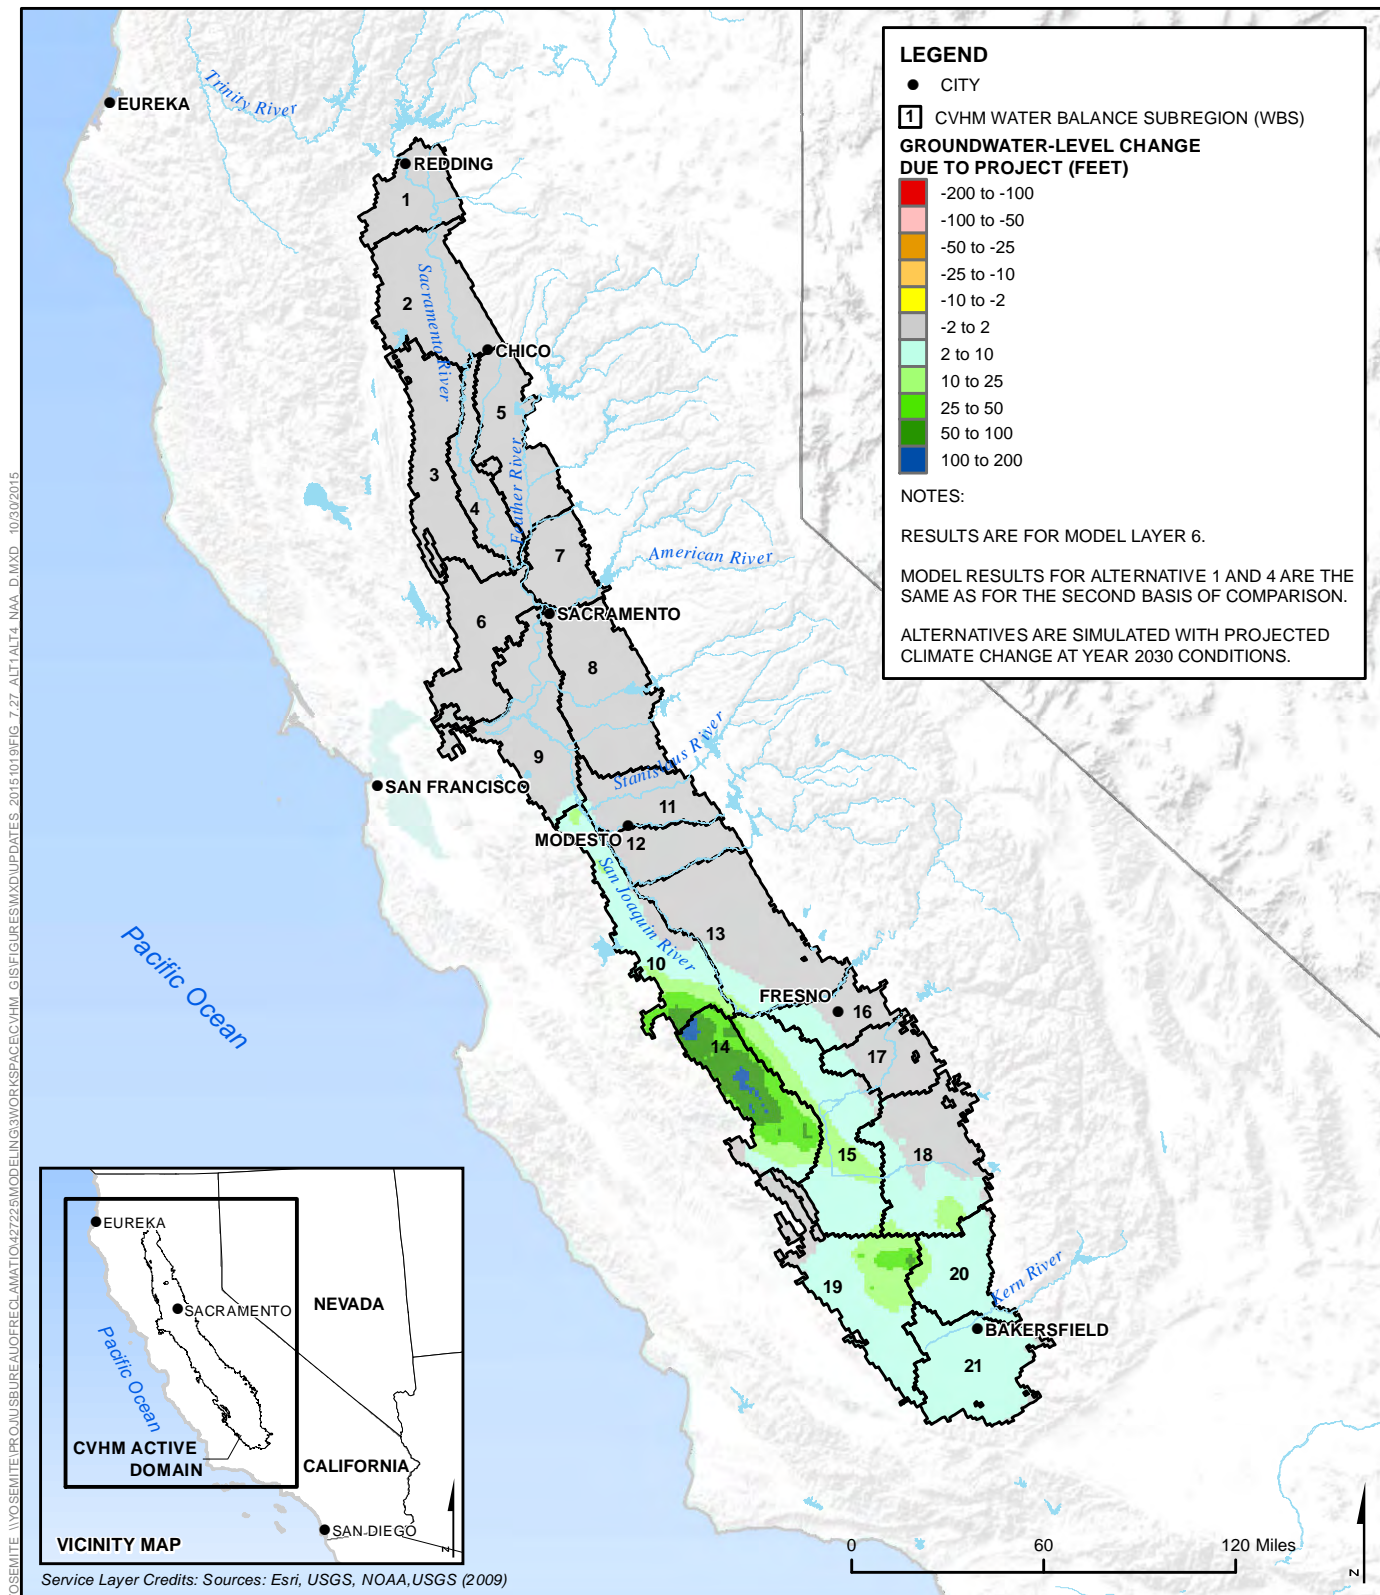 EUREKA
Trinity River
REDDING
1
2
Sacramento River
CHICO
5
3
4
Feather River
7
American River
SACRAMENTO
6
8
9
Stanislaus River
SAN FRANCISCO
11
MODESTO
12
San Joaquin River
13
10
FRESNO
16
14
17
15
18
19
20
Kern River
BAKERSFIELD
21
Pacific Ocean
LEGEND
CITY
1 CVHM WATER BALANCE SUBREGION (WBS)
GROUNDWATER-LEVEL CHANGE
DUE TO PROJECT (FEET)
-200 to -100
-100 to -50
-50 to -25
-25 to -10
-10 to -2
-2 to 2
2 to 10
10 to 25
25 to 50
50 to 100
100 to 200
NOTES:
RESULTS ARE FOR MODEL LAYER 6.
MODEL RESULTS FOR ALTERNATIVE 1 AND 4 ARE THE
SAME AS FOR THE SECOND BASIS OF COMPARISON.
ALTERNATIVES ARE SIMULATED WITH PROJECTED
CLIMATE CHANGE AT YEAR 2030 CONDITIONS.
EUREKA
SACRAMENTO
NEVADA
Pacific Ocean
CVHM ACTIVE
DOMAIN
CALIFORNIA
SAN DIEGO
VICINITY MAP
N
0 60 120 Miles
N
Service Layer Credits: Sources: Esri, USGS, NOAA,USGS (2009)